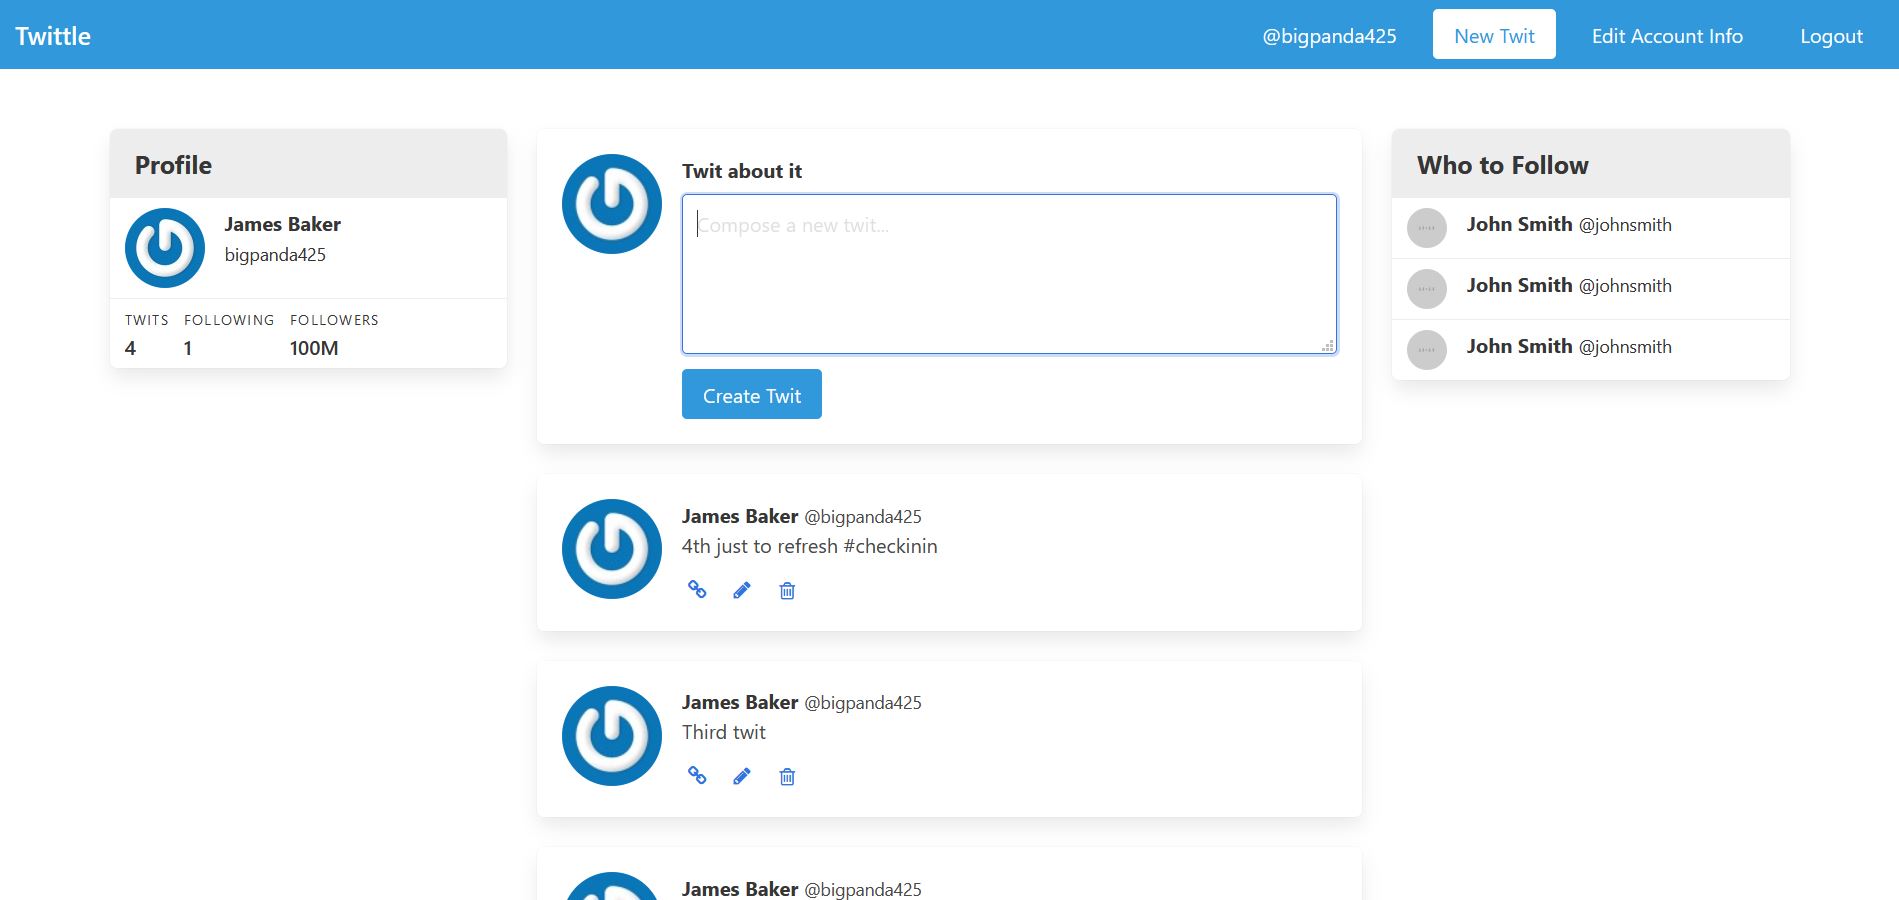 Twittle
@bigpanda425
New Twit
Edit Account Info
Logout
Profile
James Baker
bigpanda425
TWITS FOLLOWING FOLLOWERS
4 1 100M
Twit about it
Compose a new twit...
Create Twit
James Baker @bigpanda425
4th just to refresh #checkinin
James Baker @bigpanda425
Third twit
James Baker @bigpanda425
Who to Follow
John Smith @johnsmith
John Smith @johnsmith
John Smith @johnsmith